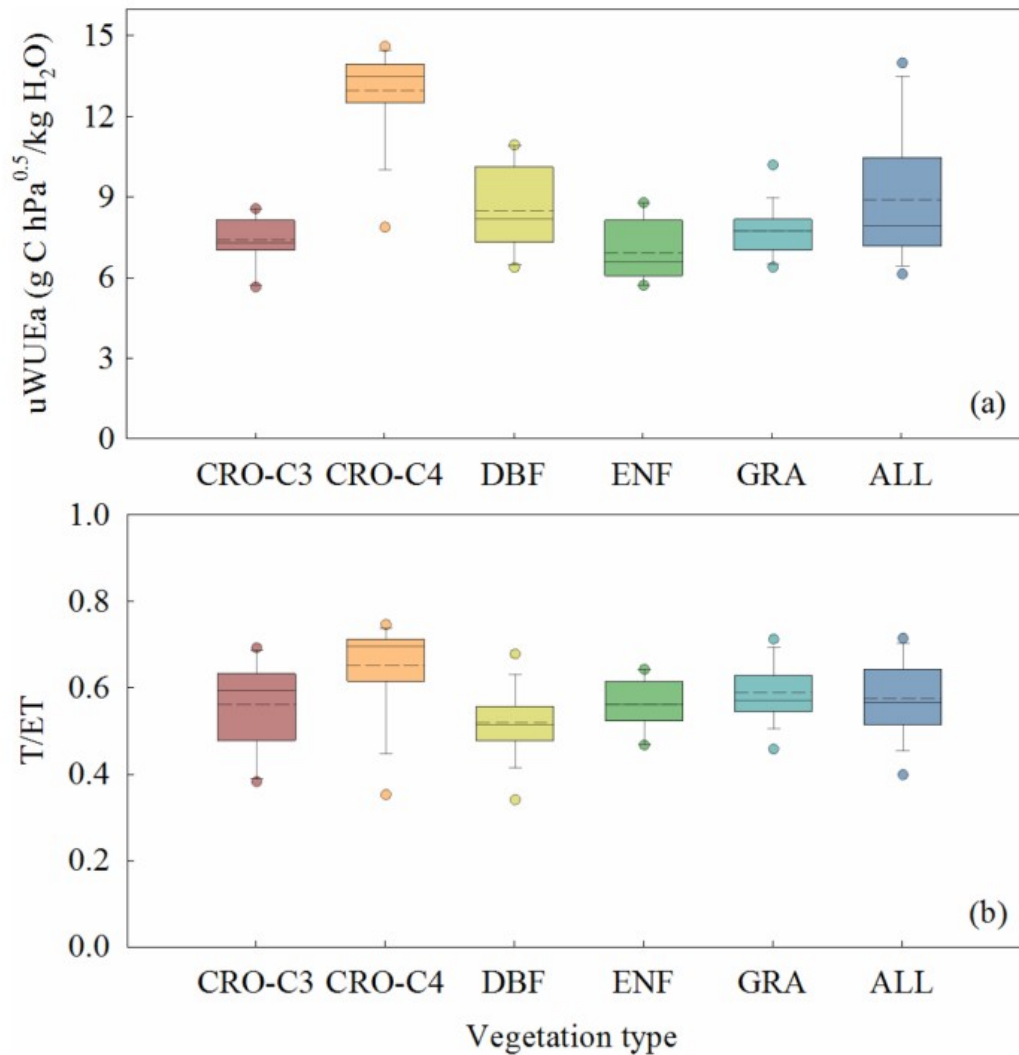 uWUEa (g C hPa^0.5/kg H₂O)
15
12
9
6
3
0
(a)
CRO-C3 CRO-C4 DBF ENF GRA ALL
T/ET
1.0
0.8
0.6
0.4
0.2
0.0
(b)
CRO-C3 CRO-C4 DBF ENF GRA ALL
Vegetation type